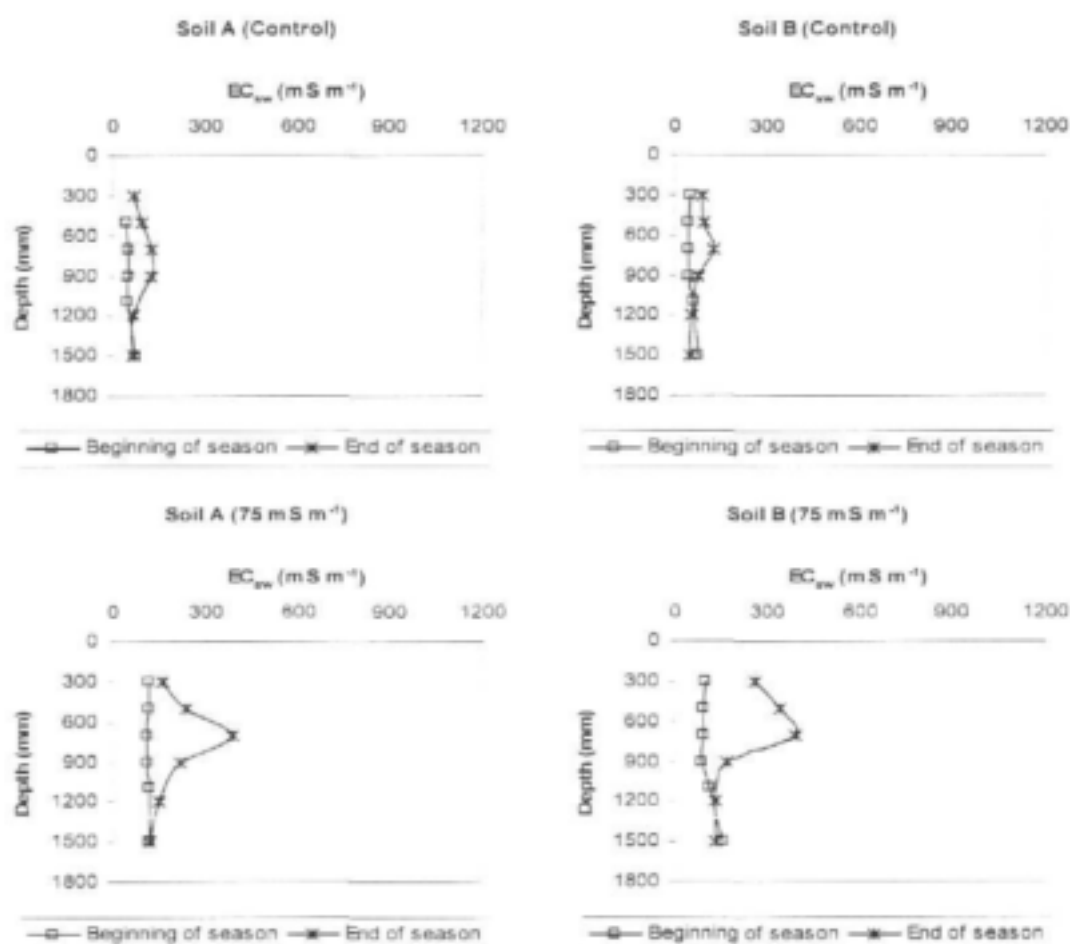 Soil A (Control)
EC_sw (mS m⁻¹)
0 300 600 900 1200
Depth (mm)
0
300
600
900
1200
1500
1800
Beginning of season End of season
Soil B (Control)
EC_sw (mS m⁻¹)
0 300 600 900 1200
Depth (mm)
0
300
600
900
1200
1500
1800
Beginning of season End of season
Soil A (75 mS m⁻¹)
EC_sw (mS m⁻¹)
0 300 600 900 1200
Depth (mm)
0
300
600
900
1200
1500
1800
Beginning of season End of season
Soil B (75 mS m⁻¹)
EC_sw (mS m⁻¹)
0 300 600 900 1200
Depth (mm)
0
300
600
900
1200
1500
1800
Beginning of season End of season